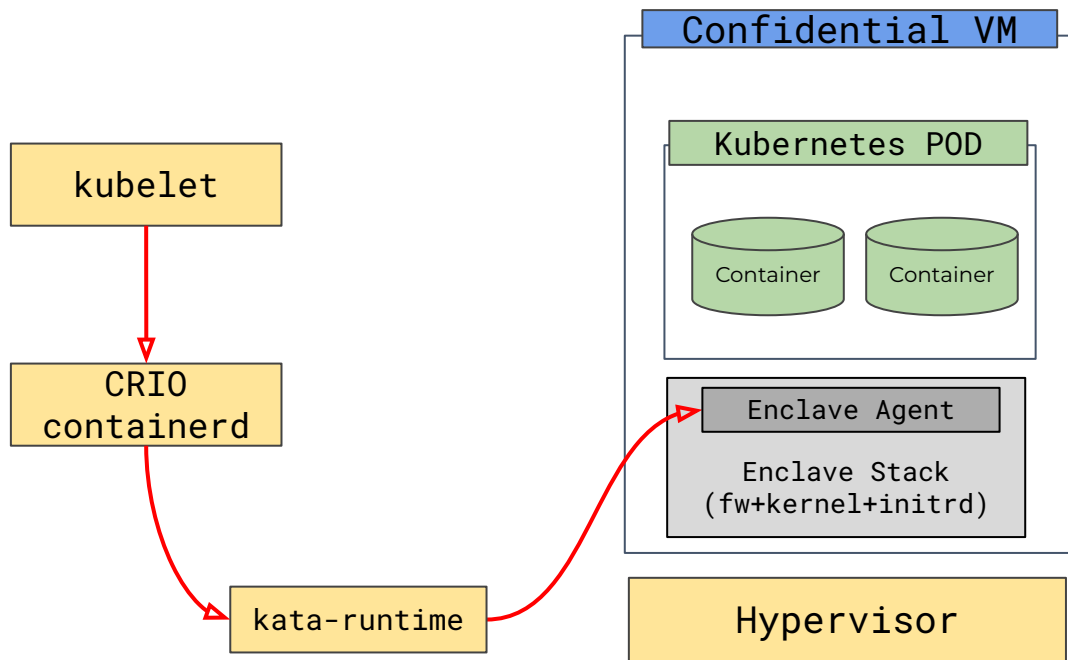 Confidential VM
Kubernetes POD
kubelet
Container
Container
CRIO
containerd
Enclave Agent
Enclave Stack
(fw+kernel+initrd)
kata-runtime
Hypervisor